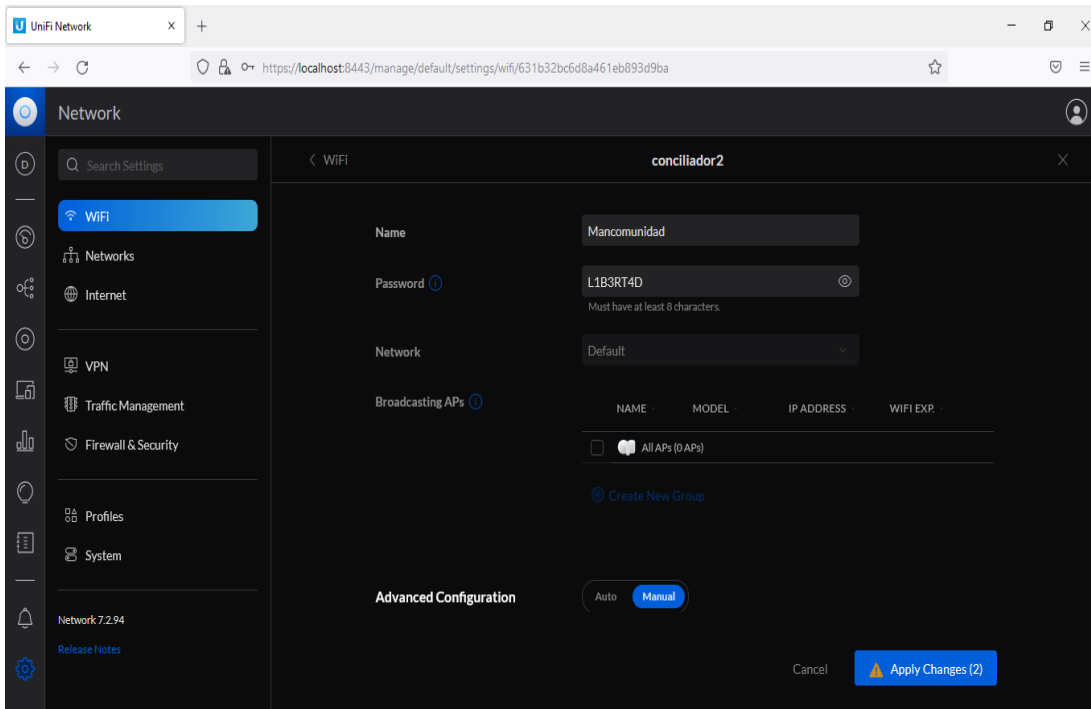 UniFi Network
https://localhost:8443/manage/default/settings/wifi/631b32bc6d8a461eb893d9ba
Network
Search Settings
WiFi
Networks
Internet
VPN
Traffic Management
Firewall & Security
Profiles
System
Network 7.2.94
Release Notes
WiFi
conciliador2
Name
Mancomunidad
Password
L1B3RT4D
Must have at least 8 characters.
Network
Default
Broadcasting APs
NAME MODEL IP ADDRESS WIFI EXP.
All APs (0 APs)
Create New Group
Advanced Configuration
Auto Manual
Cancel Apply Changes (2)